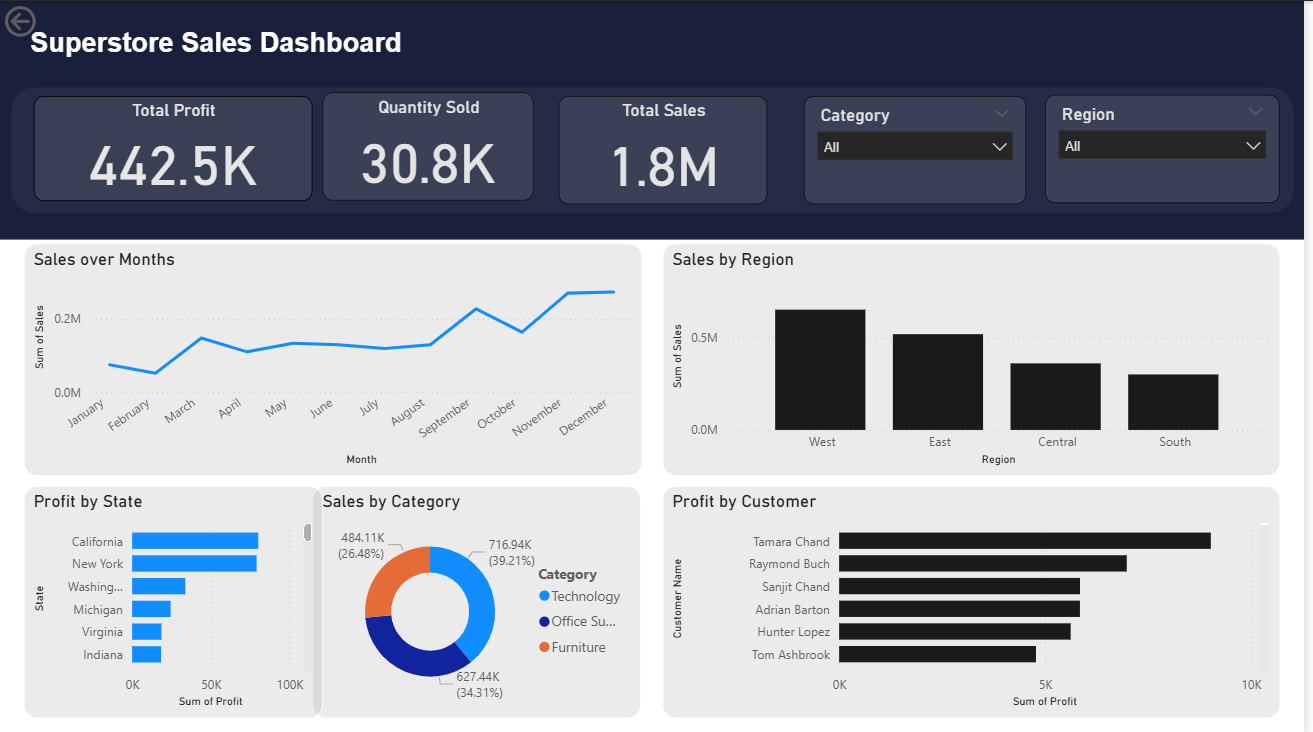 Superstore Sales Dashboard
Total Profit
442.5K
Quantity Sold
30.8K
Total Sales
1.8M
Category
All
Region
All
Sales over Months
Sum of Sales
0.2M
0.0M
January
February
March
April
May
June
July
August
September
October
November
December
Month
Sales by Region
Sum of Sales
0.5M
0.0M
West
East
Central
South
Region
Profit by State
State
California
New York
Washing...
Michigan
Virginia
Indiana
0K
50K
100K
Sum of Profit
Sales by Category
484.11K
(26.48%)
716.94K
(39.21%)
627.44K
(34.31%)
Category
Technology
Office Su...
Furniture
Profit by Customer
Customer Name
Tamara Chand
Raymond Buch
Sanjit Chand
Adrian Barton
Hunter Lopez
Tom Ashbrook
0K
5K
10K
Sum of Profit